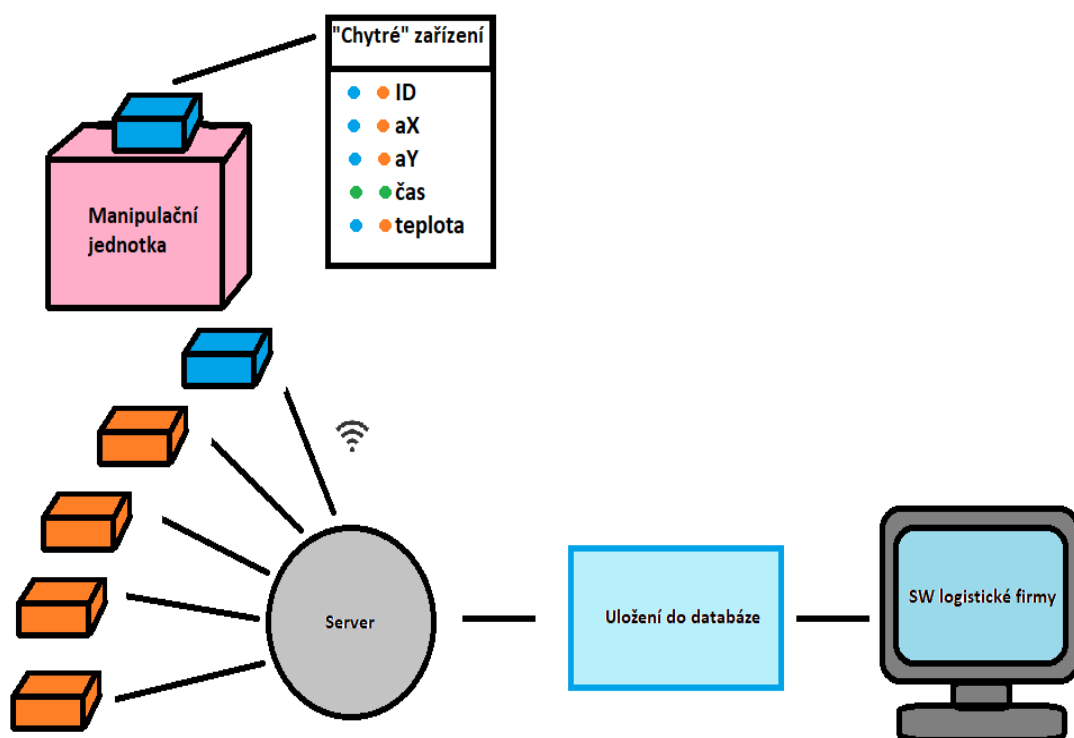 "Chytré" zařízení
ID
aX
aY
čas
teplota
Manipulační
jednotka
Server
Uložení do databáze
SW logistické firmy